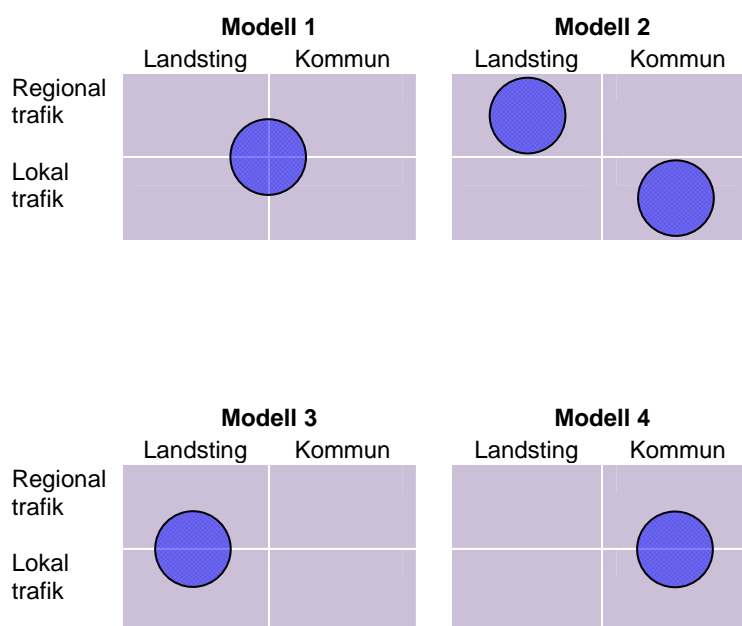 Modell 1
Modell 2
Landsting Kommun
Landsting Kommun
Regional
trafik
Lokal
trafik
Modell 3
Modell 4
Landsting Kommun
Landsting Kommun
Regional
trafik
Lokal
trafik